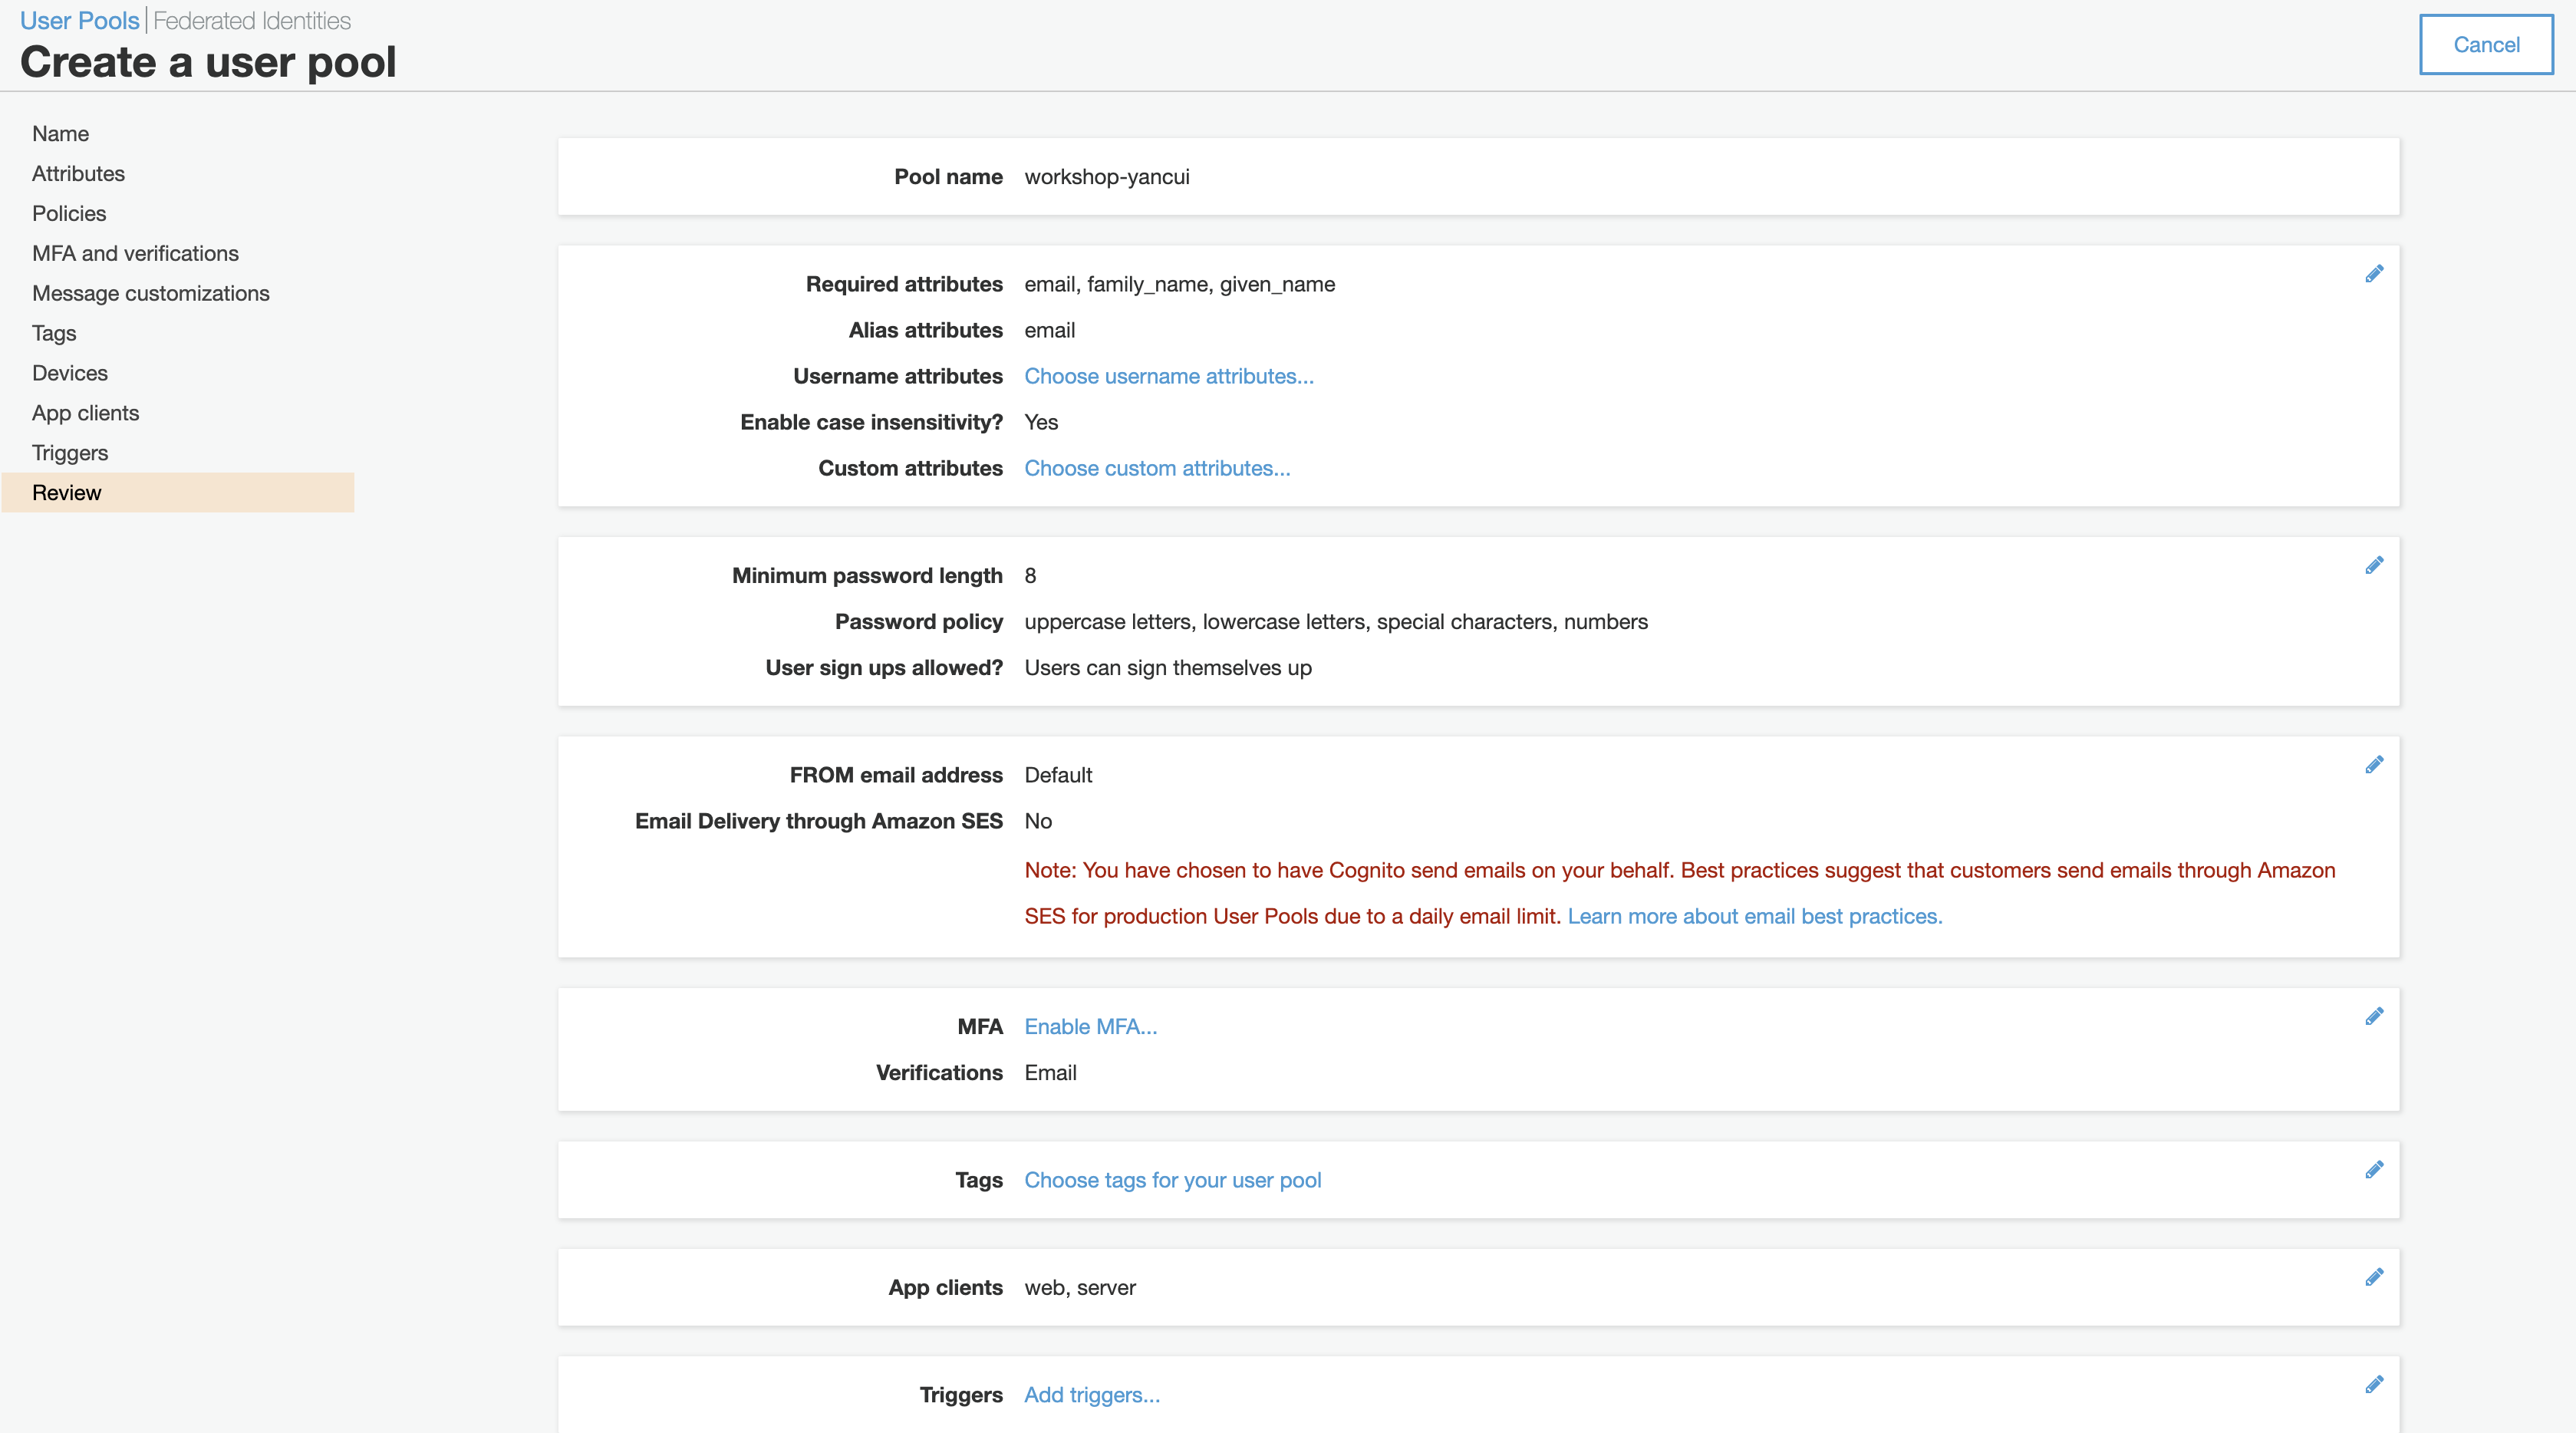 User Pools | Federated Identities
Create a user pool
Cancel
Name
Attributes
Policies
MFA and verifications
Message customizations
Tags
Devices
App clients
Triggers
Review
Pool name workshop-yancui
Required attributes email, family_name, given_name
Alias attributes email
Username attributes Choose username attributes...
Enable case insensitivity? Yes
Custom attributes Choose custom attributes...
Minimum password length 8
Password policy uppercase letters, lowercase letters, special characters, numbers
User sign ups allowed? Users can sign themselves up
FROM email address Default
Email Delivery through Amazon SES No
Note: You have chosen to have Cognito send emails on your behalf. Best practices suggest that customers send emails through Amazon
SES for production User Pools due to a daily email limit. Learn more about email best practices.
MFA Enable MFA...
Verifications Email
Tags Choose tags for your user pool
App clients web, server
Triggers Add triggers...